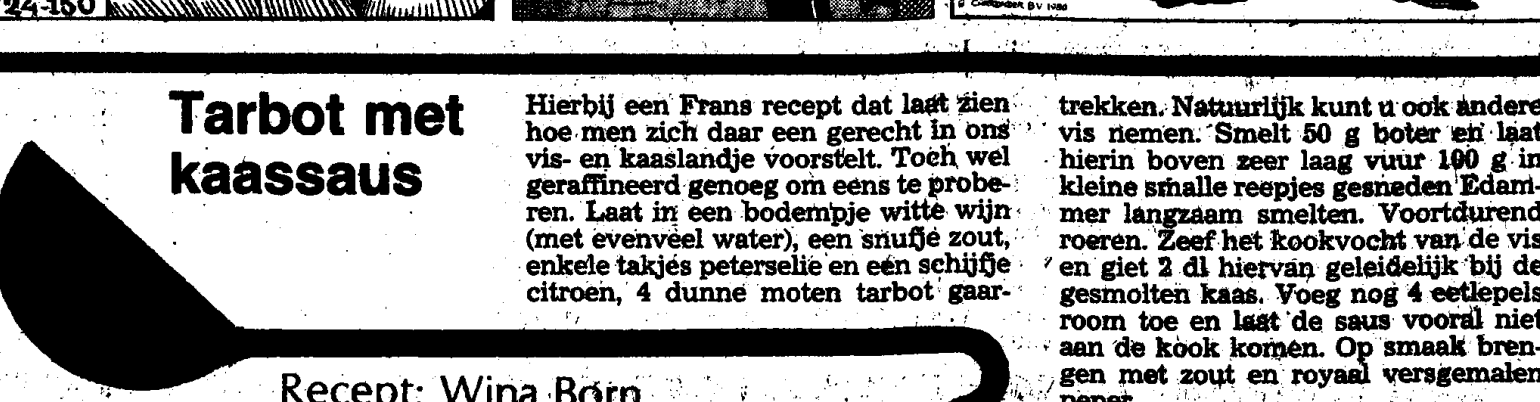 24-150
BV 1980
Tarbot met
kaassaus
Hierbij een Frans recept dat laat zien
hoe men zich daar een gerecht in ons
vis- en kaaslandje voorstelt. Toch wel
geraffineerd genoeg om eens te probe-
ren. Laat in een bodempje witte wijn
(met evenveel water), een snufje zout,
enkele takjes peterselie en een schijfje
citroen, 4 dunne moten tarbot gaar-
trekken. Natuurlijk kunt u ook andere
vis nemen. Smelt 50 g boter en laat
hierin boven zeer laag vuur 100 g in
kleine smalle reepjes gesneden Edam-
mer langzaam smelten. Voortdurend
roeren. Zeef het kookvocht van de vis
en giet 2 dl hiervan geleidelijk bij de
gesmolten kaas. Voeg nog 4 eetlepels
room toe en laat de saus vooral niet
aan de kook komen. Op smaak bren-
gen met zout en royaal versgemalen
peper.
Recept: Wina Born